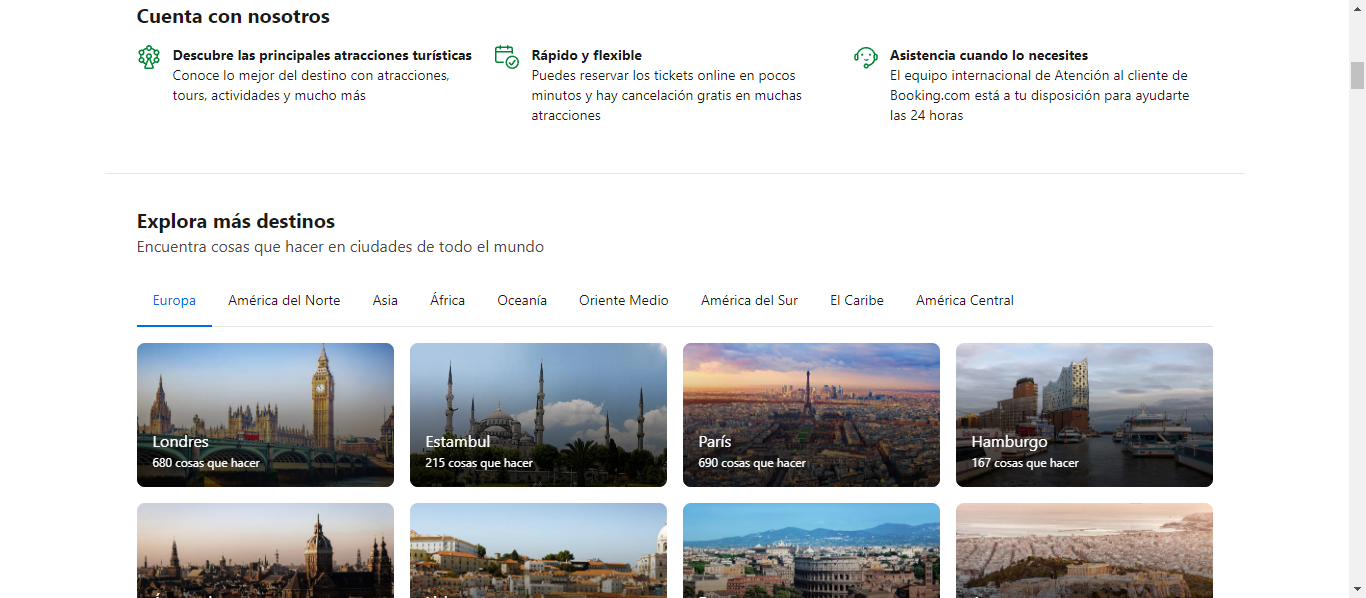 Cuenta con nosotros
Descubre las principales atracciones turísticas
Conoce lo mejor del destino con atracciones,
tours, actividades y mucho más
Rápido y flexible
Puedes reservar los tickets online en pocos
minutos y hay cancelación gratis en muchas
atracciones
Asistencia cuando lo necesites
El equipo internacional de Atención al cliente de
Booking.com está a tu disposición para ayudarte
las 24 horas
Explora más destinos
Encuentra cosas que hacer en ciudades de todo el mundo
Europa América del Norte Asia África Oceanía Oriente Medio América del Sur El Caribe América Central
Londres
680 cosas que hacer
Estambul
215 cosas que hacer
París
690 cosas que hacer
Hamburgo
167 cosas que hacer